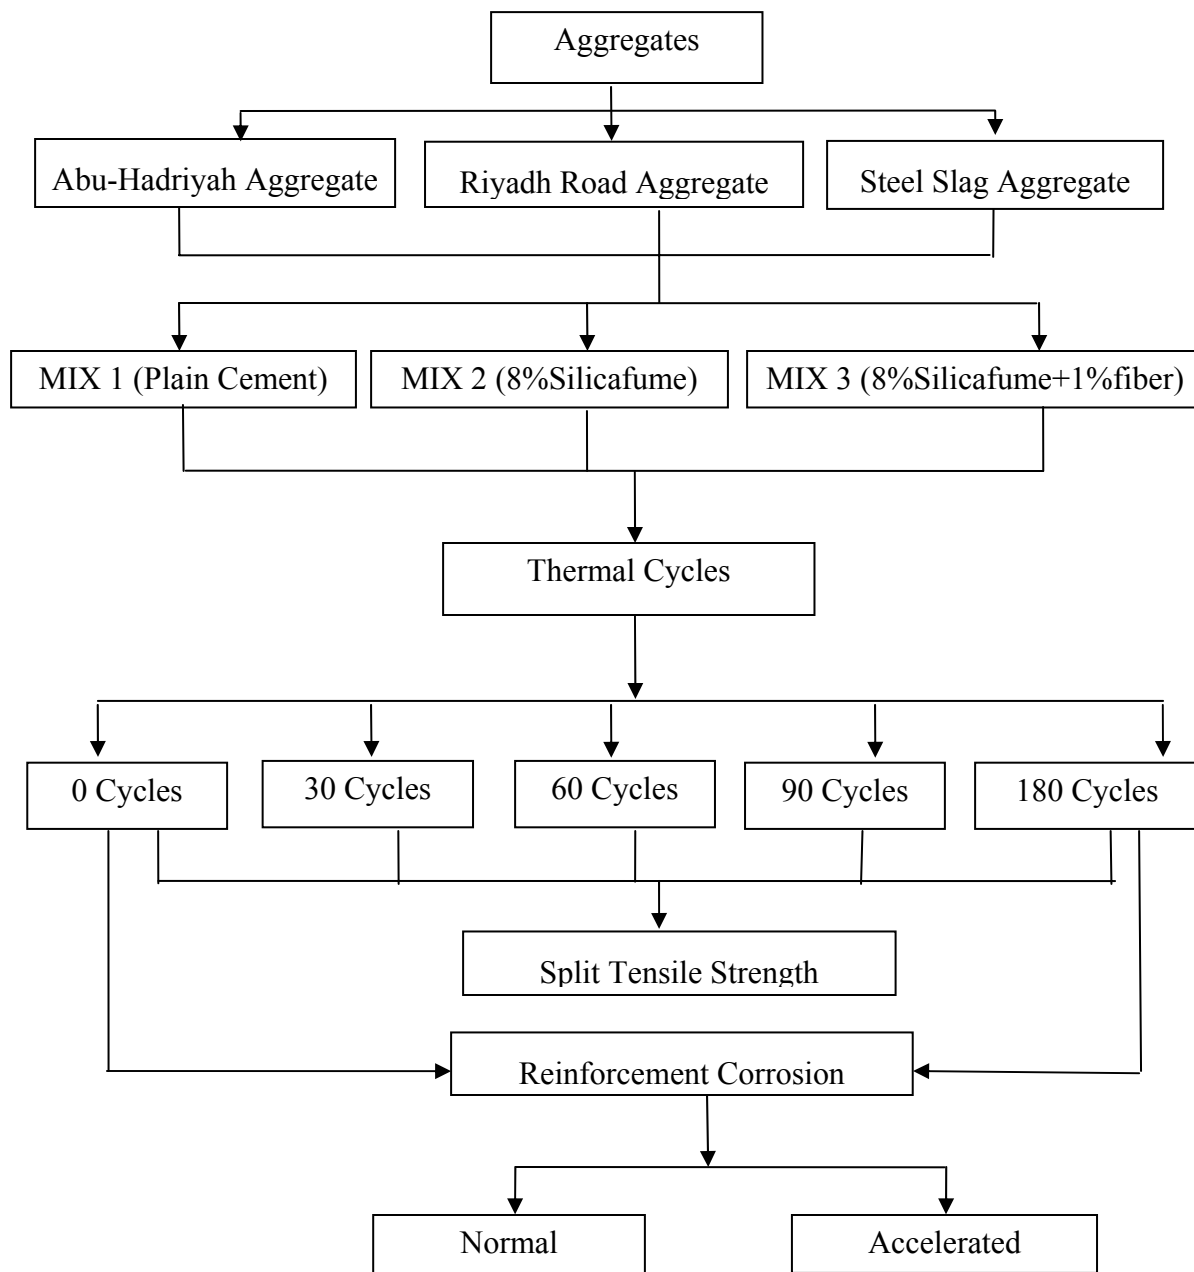 Aggregates
Abu-Hadriyah Aggregate
Riyadh Road Aggregate
Steel Slag Aggregate
MIX 1 (Plain Cement)
MIX 2 (8%Silicafume)
MIX 3 (8%Silicafume+1%fiber)
Thermal Cycles
0 Cycles
30 Cycles
60 Cycles
90 Cycles
180 Cycles
Split Tensile Strength
Reinforcement Corrosion
Normal
Accelerated